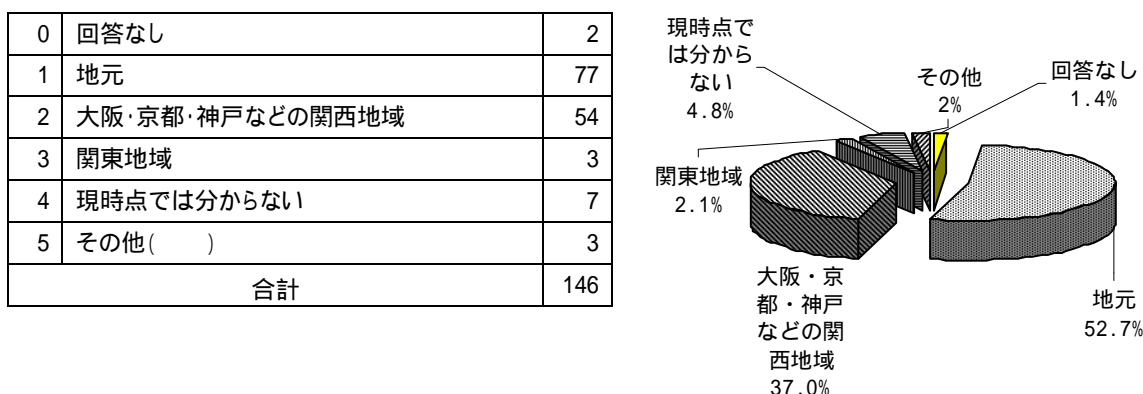 0 回答なし 2
1 地元 77
2 大阪・京都・神戸などの関西地域 54
3 関東地域 3
4 現時点では分からない 7
5 その他(　　) 3
合計 146
現時点で
は分から
ない
4.8%
その他
2%
回答なし
1.4%
関東地域
2.1%
大阪・京
都・神戸
などの関
西地域
37.0%
地元
52.7%